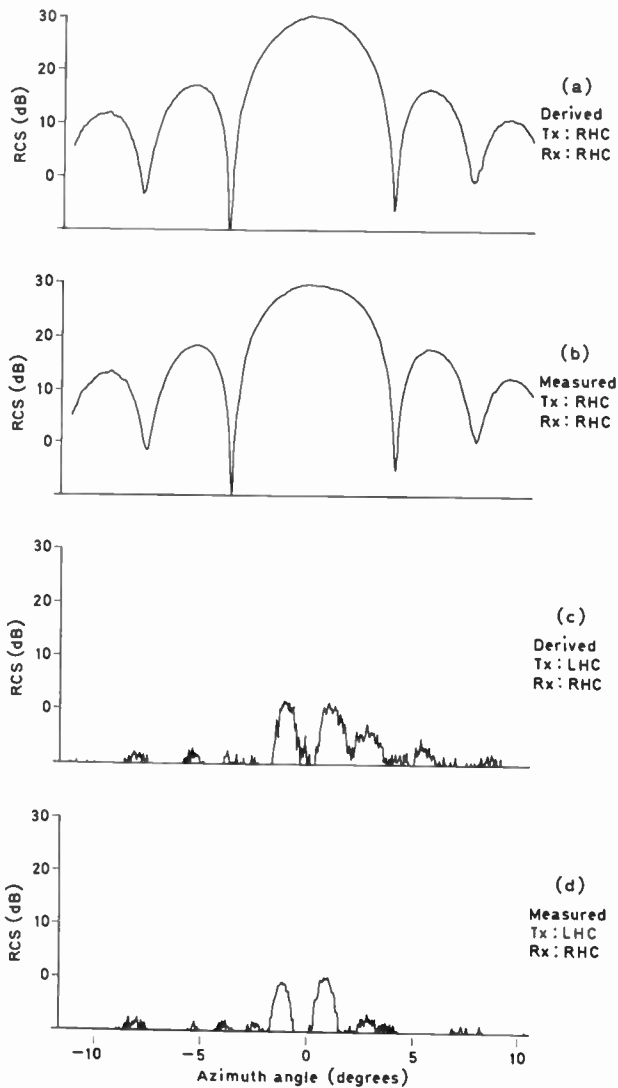 30
20
10
0
RCS (dB)
(a)
Derived
Tx : RHC
Rx : RHC
30
20
10
0
RCS (dB)
(b)
Measured
Tx : RHC
Rx : RHC
30
20
10
0
RCS (dB)
(c)
Derived
Tx : LHC
Rx : RHC
30
20
10
0
RCS (dB)
(d)
Measured
Tx : LHC
Rx : RHC
-10 -5 0 5 10
Azimuth angle (degrees)